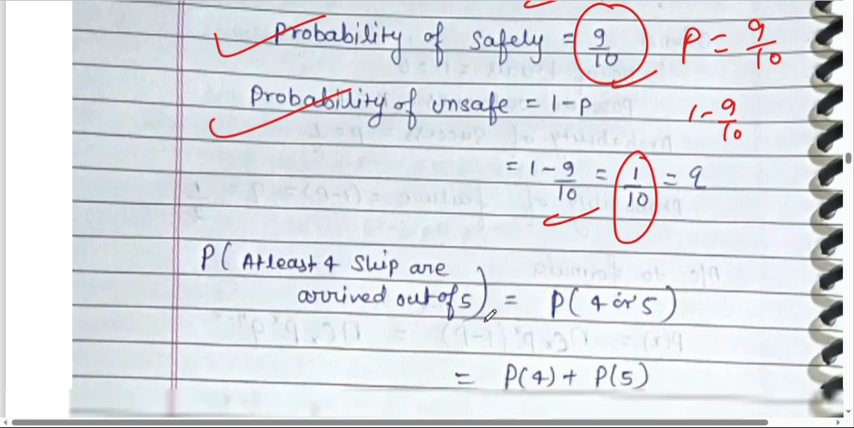 Probability of safely = 9/10 P = 9/10
Probability of unsafe = 1-P 1-9/10
= 1-9/10 = 1/10 = q
P( Atleast 4 Ship are
arrived out of 5) = P( 4 or 5)
= P(4) + P(5)